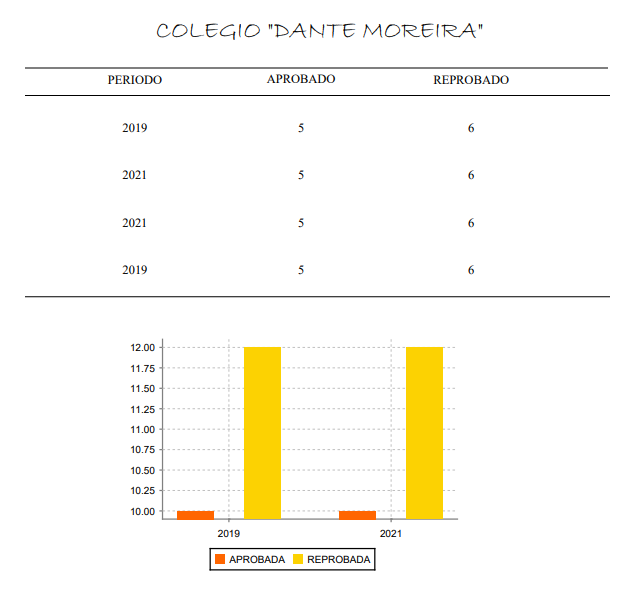 COLEGIO "DANTE MOREIRA"
PERIODO APROBADO REPROBADO
2019 5 6
2021 5 6
2021 5 6
2019 5 6
12.00
11.75
11.50
11.25
11.00
10.75
10.50
10.25
10.00
2019 2021
APROBADA REPROBADA